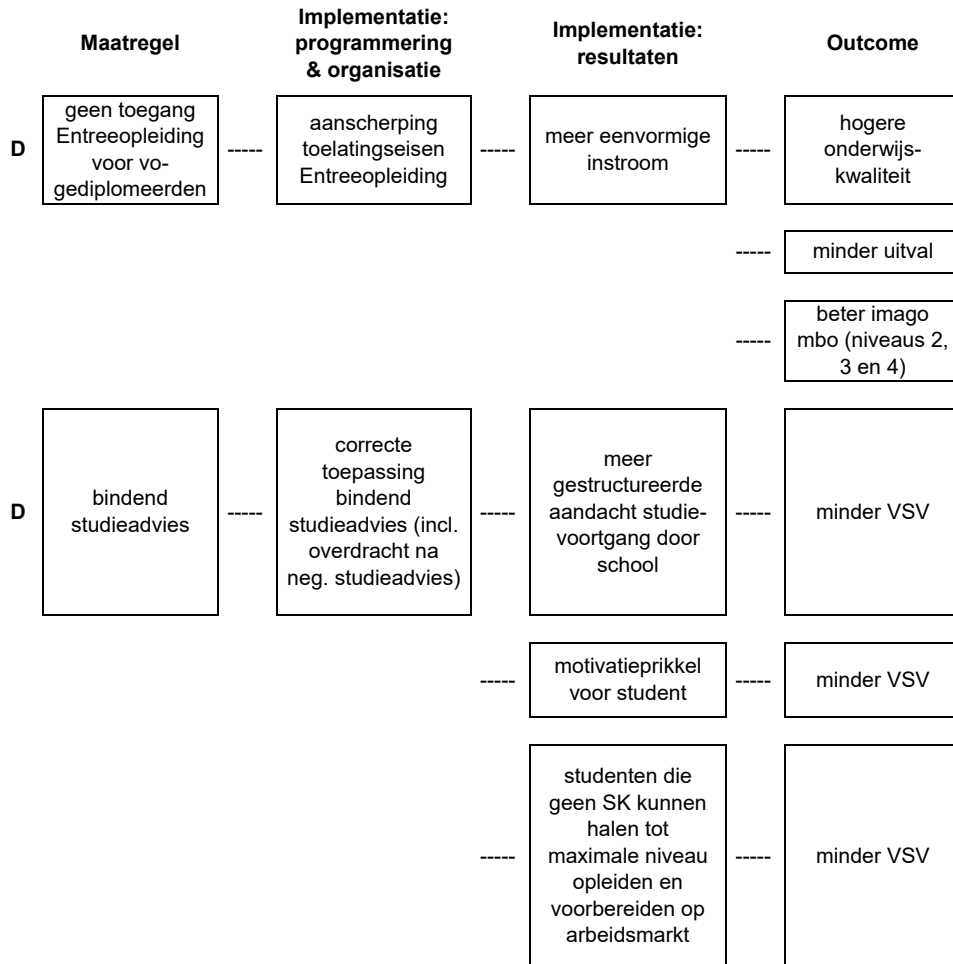 Maatregel
Implementatie:
programmering
& organisatie
Implementatie:
resultaten
Outcome
D
geen toegang
Entreeopleiding
voor vo-
gediplomeerden
-----
aanscherping
toelatingseisen
Entreeopleiding
-----
meer eenvormige
instroom
-----
hogere
onderwijs-
kwaliteit
-----
minder uitval
-----
beter imago
mbo (niveaus 2,
3 en 4)
D
bindend
studieadvies
-----
correcte
toepassing
bindend
studieadvies (incl.
overdracht na
neg. studieadvies)
-----
meer
gestructureerde
aandacht studie-
voortgang door
school
-----
minder VSV
-----
motivatieprikkel
voor student
-----
minder VSV
-----
studenten die
geen SK kunnen
halen tot
maximale niveau
opleiden en
voorbereiden op
arbeidsmarkt
-----
minder VSV